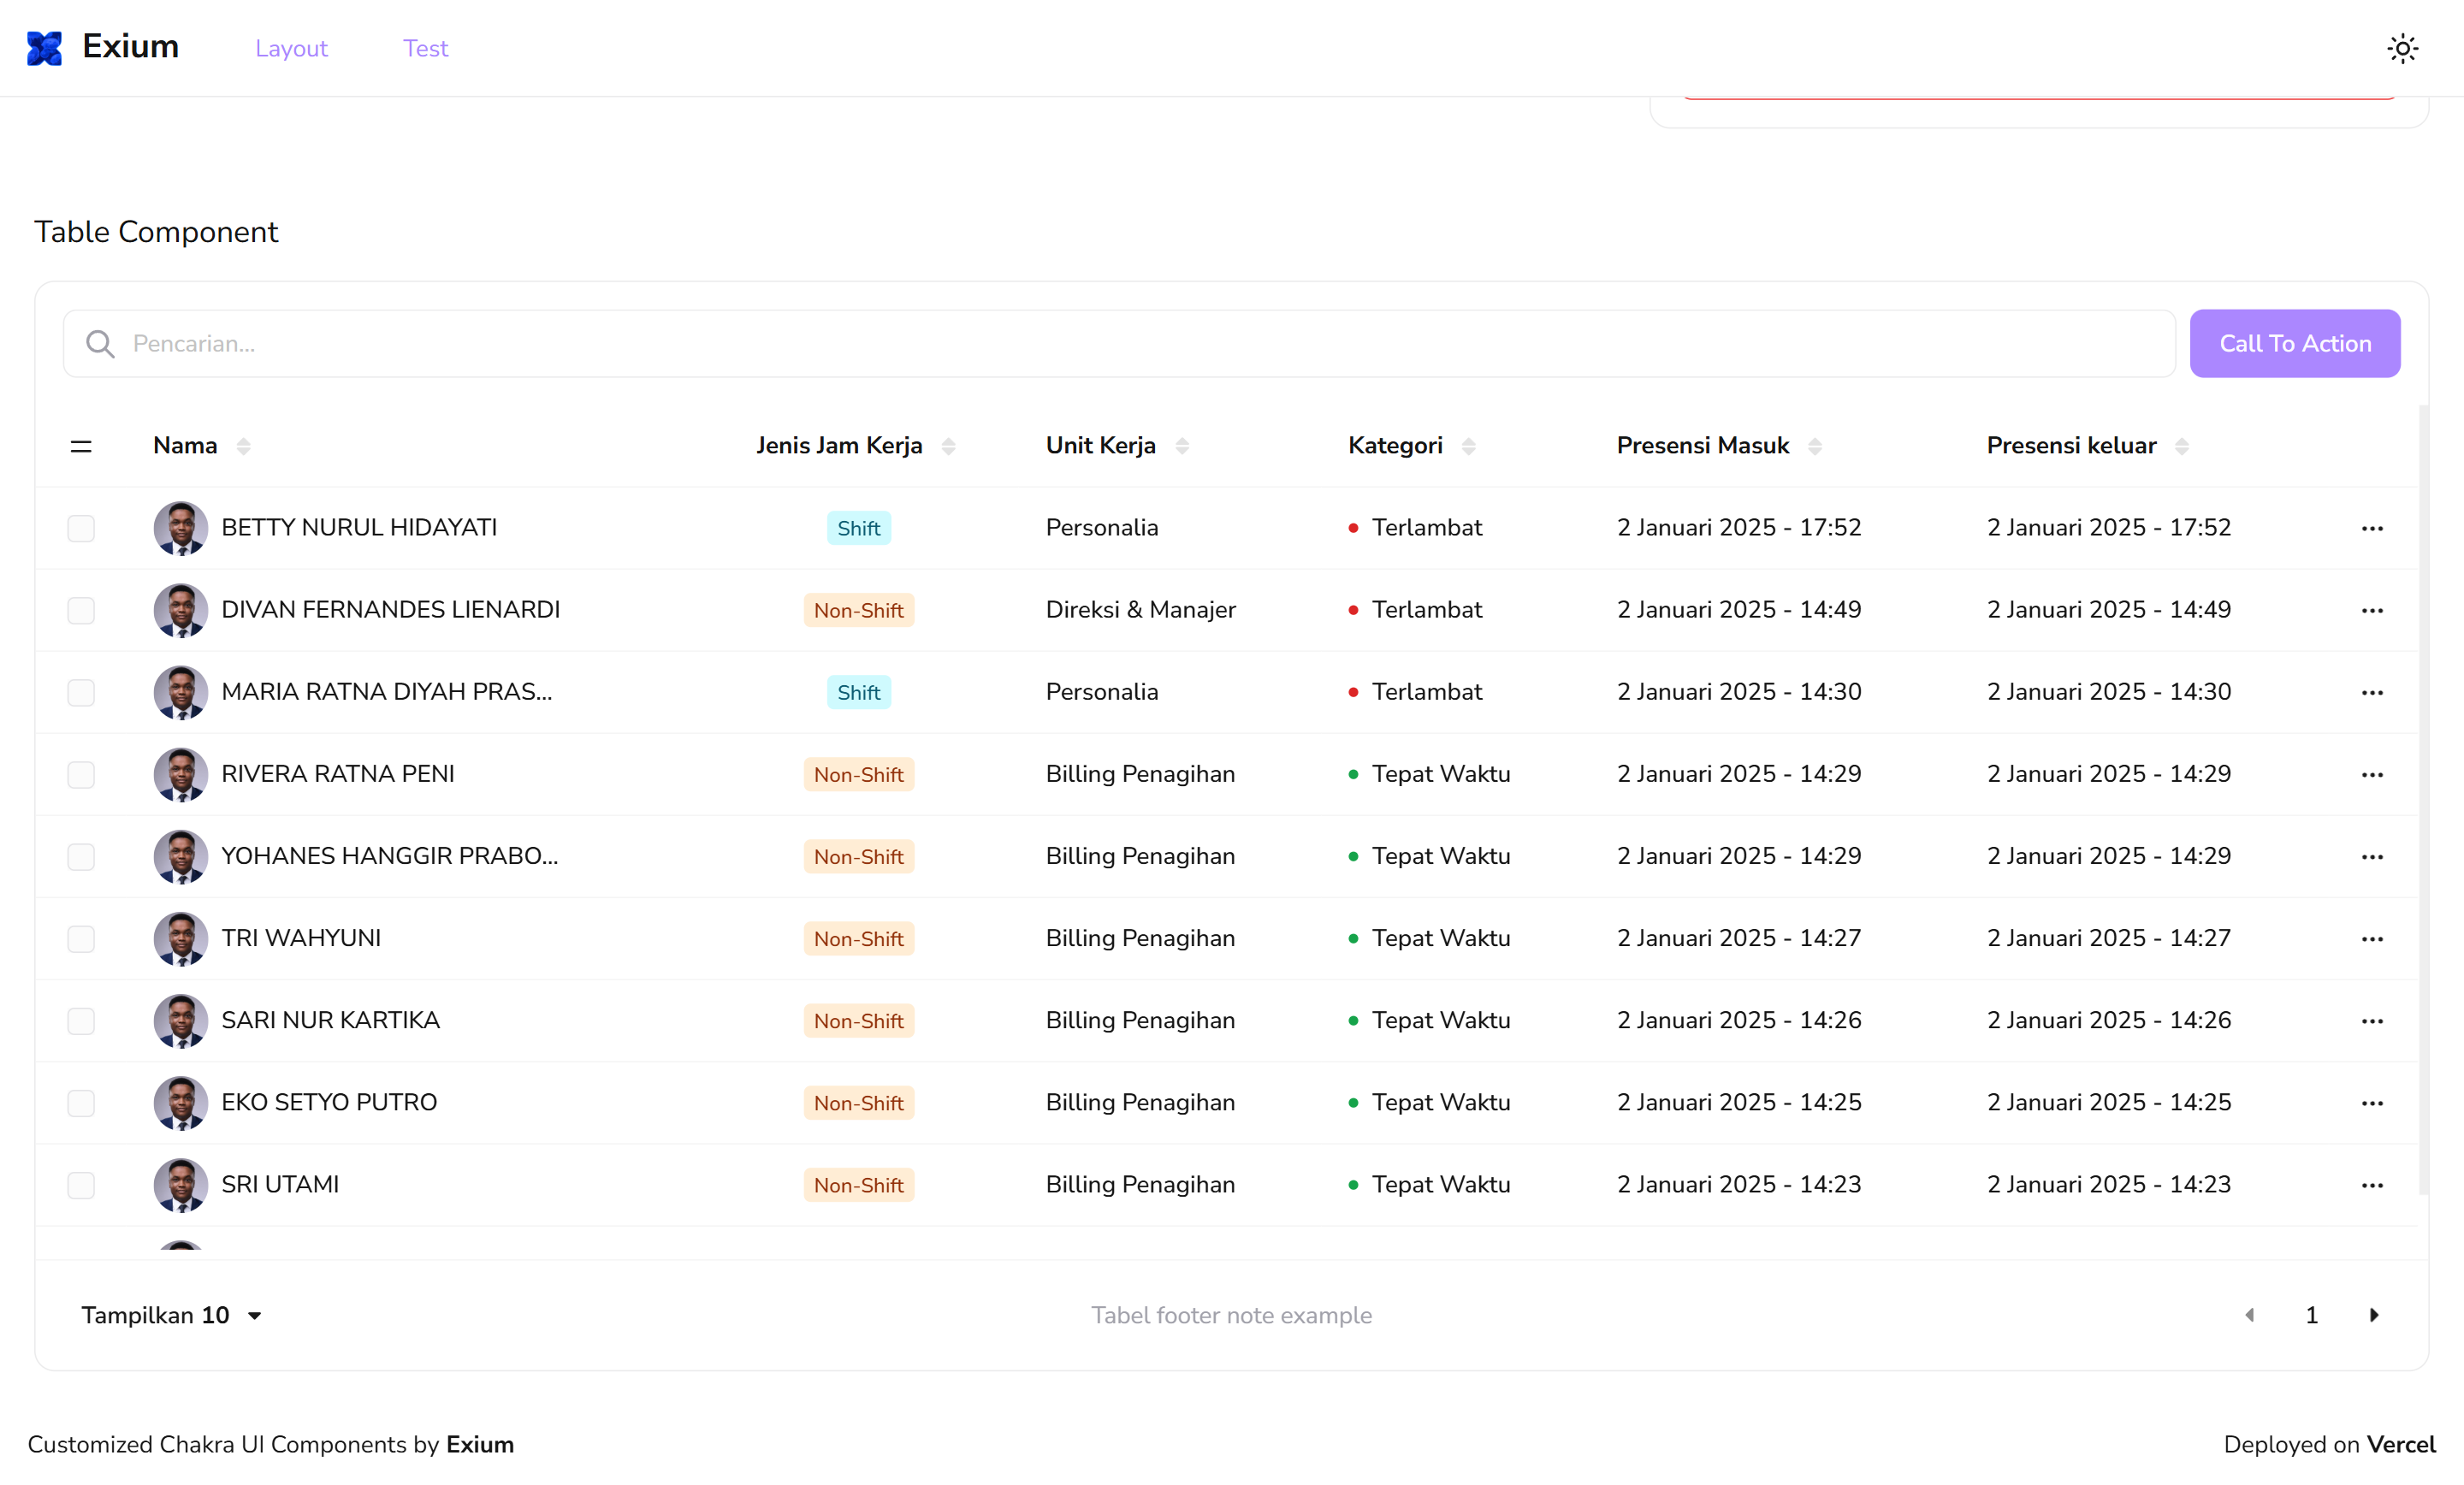 Exium Layout Test
Table Component
Pencarian... Call To Action
Nama Jenis Jam Kerja Unit Kerja Kategori Presensi Masuk Presensi keluar
BETTY NURUL HIDAYATI Shift Personalia Terlambat 2 Januari 2025 - 17:52 2 Januari 2025 - 17:52
DIVAN FERNANDES LIENARDI Non-Shift Direksi & Manajer Terlambat 2 Januari 2025 - 14:49 2 Januari 2025 - 14:49
MARIA RATNA DIYAH PRAS... Shift Personalia Terlambat 2 Januari 2025 - 14:30 2 Januari 2025 - 14:30
RIVERA RATNA PENI Non-Shift Billing Penagihan Tepat Waktu 2 Januari 2025 - 14:29 2 Januari 2025 - 14:29
YOHANES HANGGIR PRABO... Non-Shift Billing Penagihan Tepat Waktu 2 Januari 2025 - 14:29 2 Januari 2025 - 14:29
TRI WAHYUNI Non-Shift Billing Penagihan Tepat Waktu 2 Januari 2025 - 14:27 2 Januari 2025 - 14:27
SARI NUR KARTIKA Non-Shift Billing Penagihan Tepat Waktu 2 Januari 2025 - 14:26 2 Januari 2025 - 14:26
EKO SETYO PUTRO Non-Shift Billing Penagihan Tepat Waktu 2 Januari 2025 - 14:25 2 Januari 2025 - 14:25
SRI UTAMI Non-Shift Billing Penagihan Tepat Waktu 2 Januari 2025 - 14:23 2 Januari 2025 - 14:23
Tampilkan 10 Tabel footer note example 1
Customized Chakra UI Components by Exium Deployed on Vercel